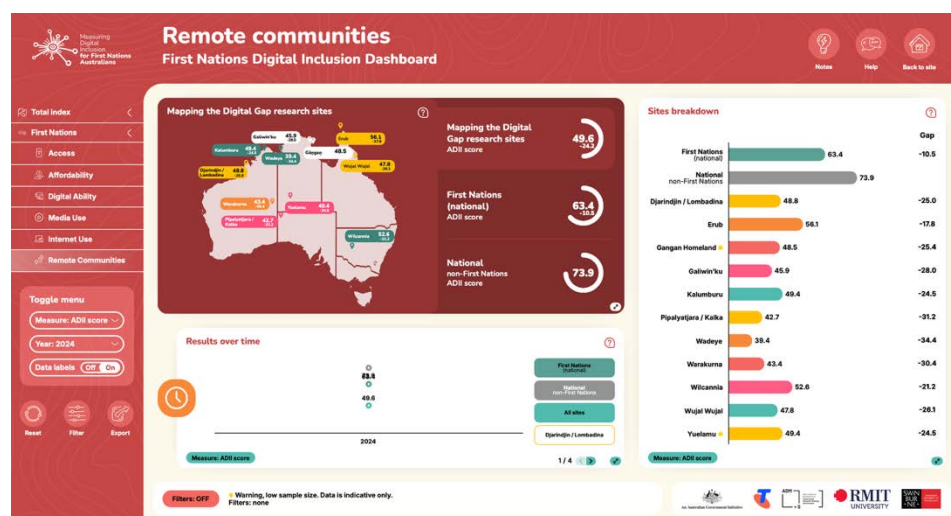 Measuring
Digital
Inclusion
for First Nations
Australians
Remote communities
First Nations Digital Inclusion Dashboard
Notes
Help
Back to site
Total Index
First Nations
Access
Affordability
Digital Ability
Media Use
Internet Use
Remote Communities
Toggle menu
Measure: ADII score
Year: 2024
Data labels Off On
Reset
Filter
Export
Mapping the Digital Gap research sites
Galiwin'ku 45.9
Erub 56.1
Kalumburu 49.4
Wadeye 39.4
48.5
Wujal Wujal 47.8
Djarindjin /
Lombadina 48.8
Warakurna 43.4
Pipalyatjara /
Kalka 42.7
Yuelamu 49.4
Wilcannia 52.6
Mapping the Digital
Gap research sites
ADII score
49.6
-24.2
First Nations
(national)
ADII score
63.4
-10.5
National
non-First Nations
ADII score
73.9
Results over time
49.6
2024
First Nations
(national)
National
non-First Nations
All sites
Djarindjin / Lombadina
Measure: ADII score
1 / 4
Sites breakdown
Gap
First Nations
(national)
63.4
-10.5
National
non-First Nations
73.9
Djarindjin / Lombadina 48.8 -25.0
Erub 56.1 -17.8
Gangan Homeland 48.5 -25.4
Galiwin'ku 45.9 -28.0
Kalumburu 49.4 -24.5
Pipalyatjara / Kalka 42.7 -31.2
Wadeye 39.4 -34.4
Warakurna 43.4 -30.4
Wilcannia 52.6 -21.2
Wujal Wujal 47.8 -26.1
Yuelamu 49.4 -24.5
Measure: ADII score
Filters: OFF
Warning, low sample size. Data is indicative only.
Filters: none
An Australian Government Initiative
ADM
+S
RMIT
UNIVERSITY
SWIN
BUR
NE